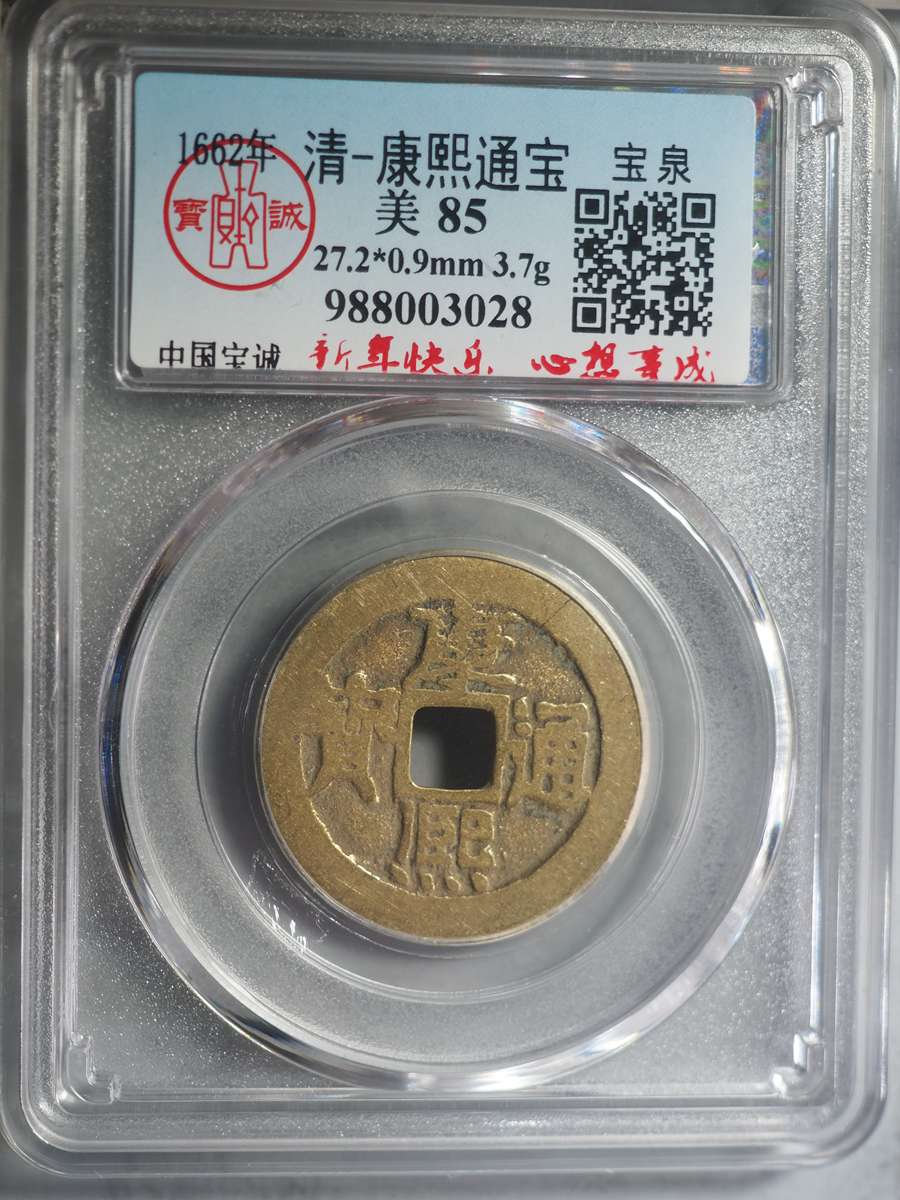 1662年 清-康熙通宝 宝泉
寶 誠
美 85
27.2*0.9mm 3.7g
988003028
中国宝诚 新年快乐 心想事成
康
寶 通
熙